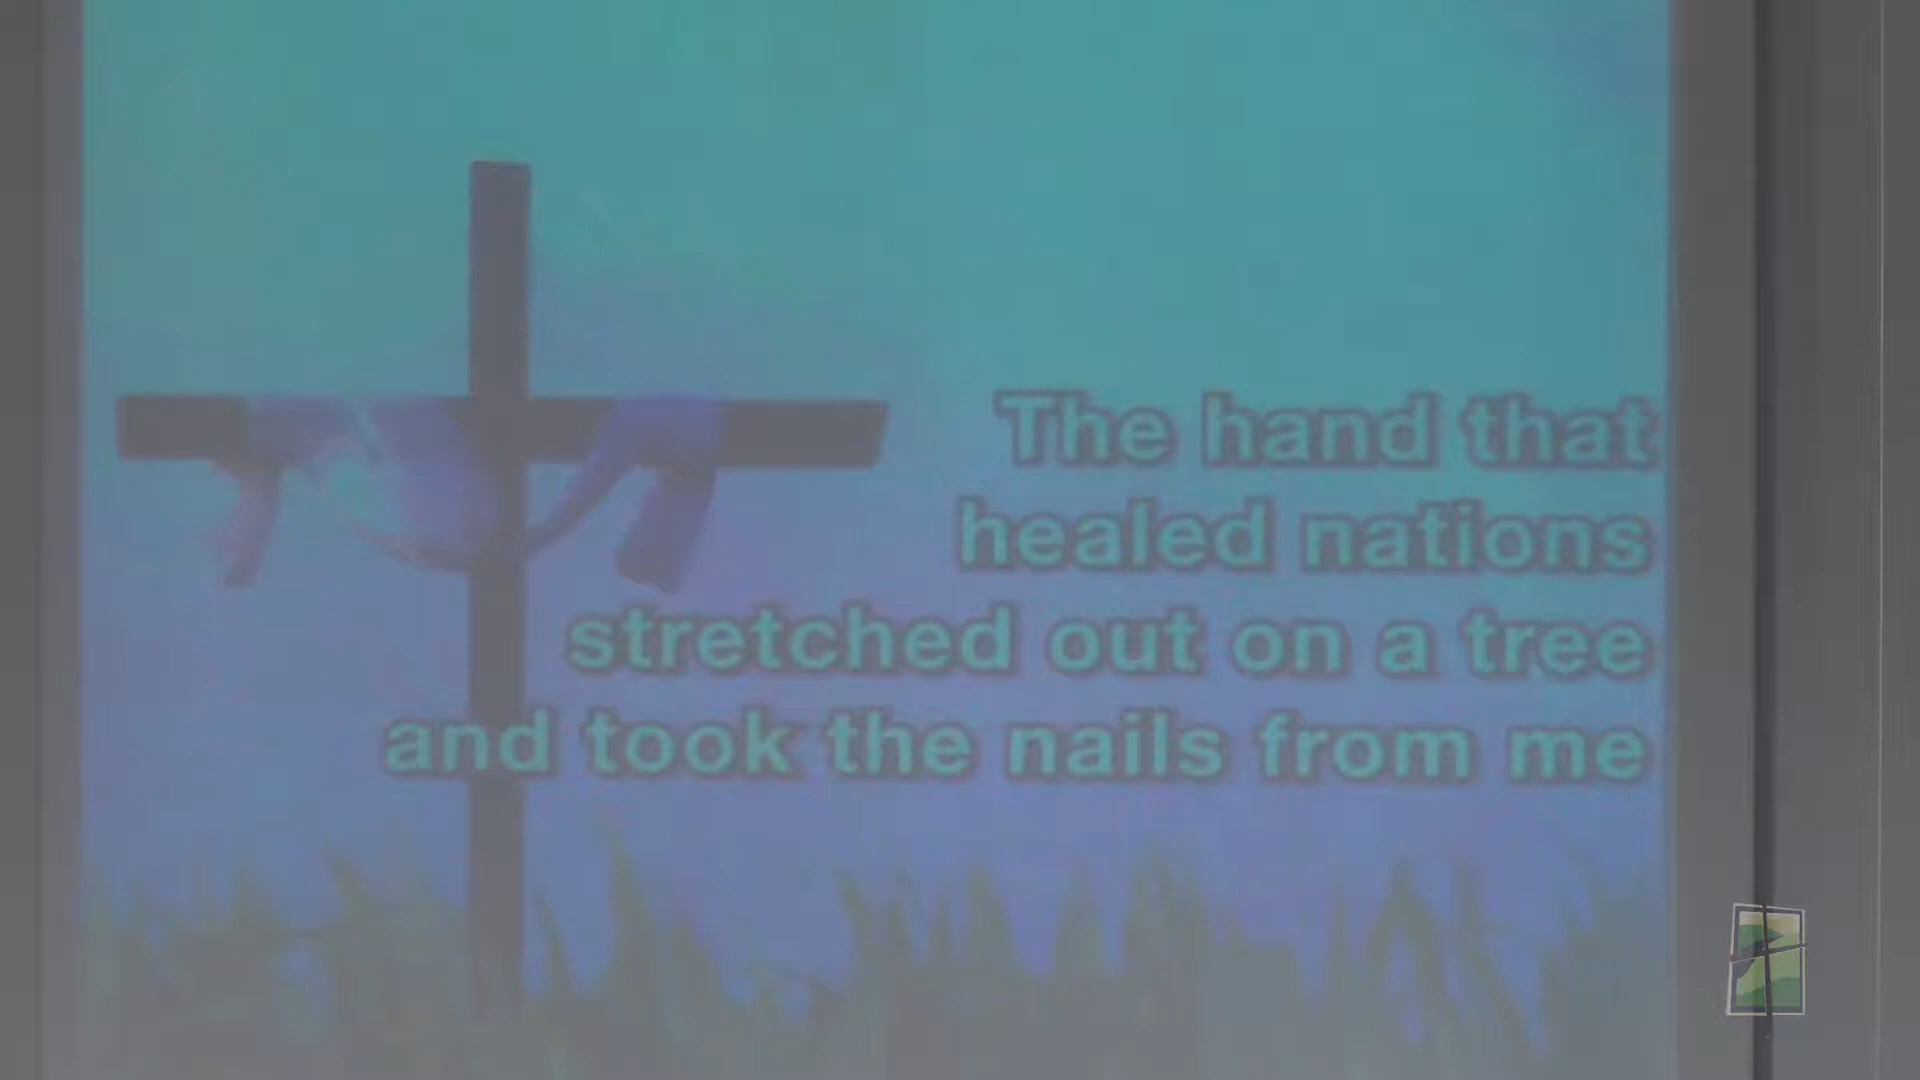 The hand that
healed nations
stretched out on a tree
and took the nails from me